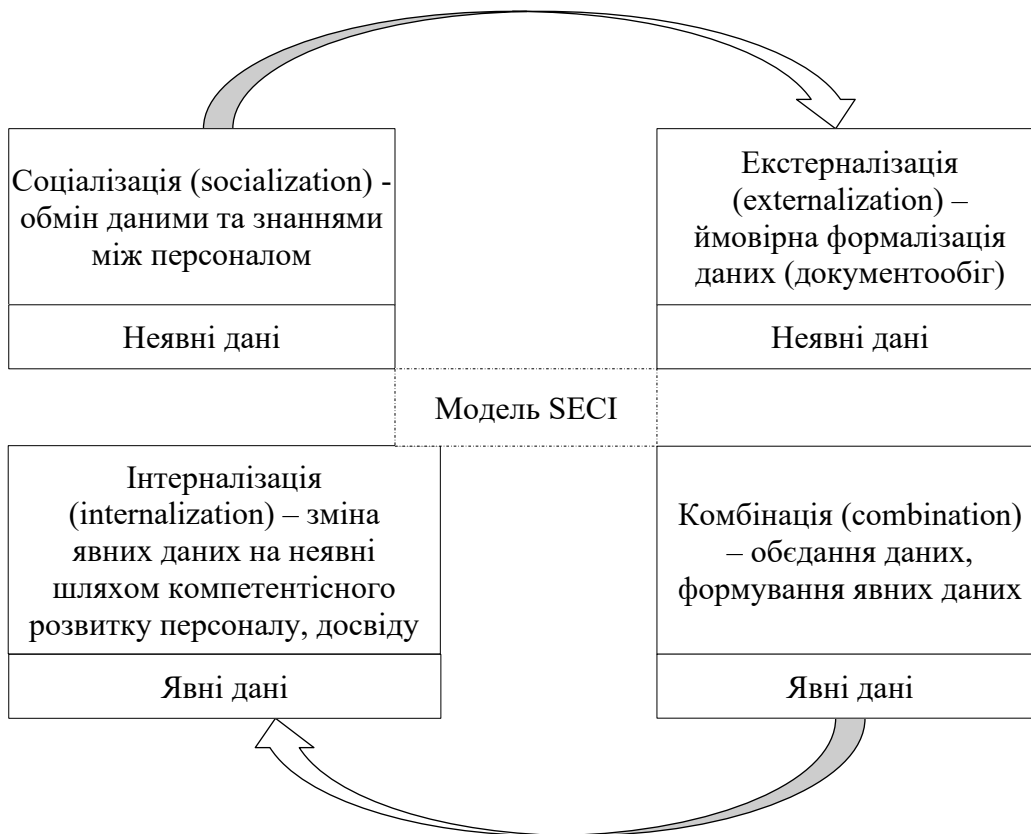 Соціалізація (socialization) -
обмін даними та знаннями
між персоналом
Неявні дані
Екстерналізація
(externalization) –
ймовірна формалізація
даних (документообіг)
Неявні дані
Модель SECI
Інтерналізація
(internalization) – зміна
явних даних на неявні
шляхом компетентісного
розвитку персоналу, досвіду
Явні дані
Комбінація (combination)
– обєдання даних,
формування явних даних
Явні дані